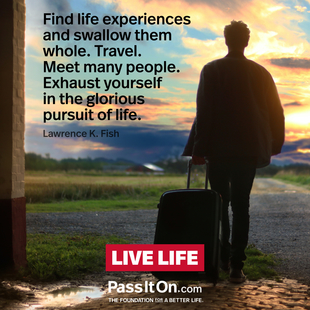 Find life experiences
and swallow them
whole. Travel.
Meet many people.
Exhaust yourself
in the glorious
pursuit of life.
Lawrence K. Fish
LIVE LIFE
PassItOn.com
THE FOUNDATION FOR A BETTER LIFE.